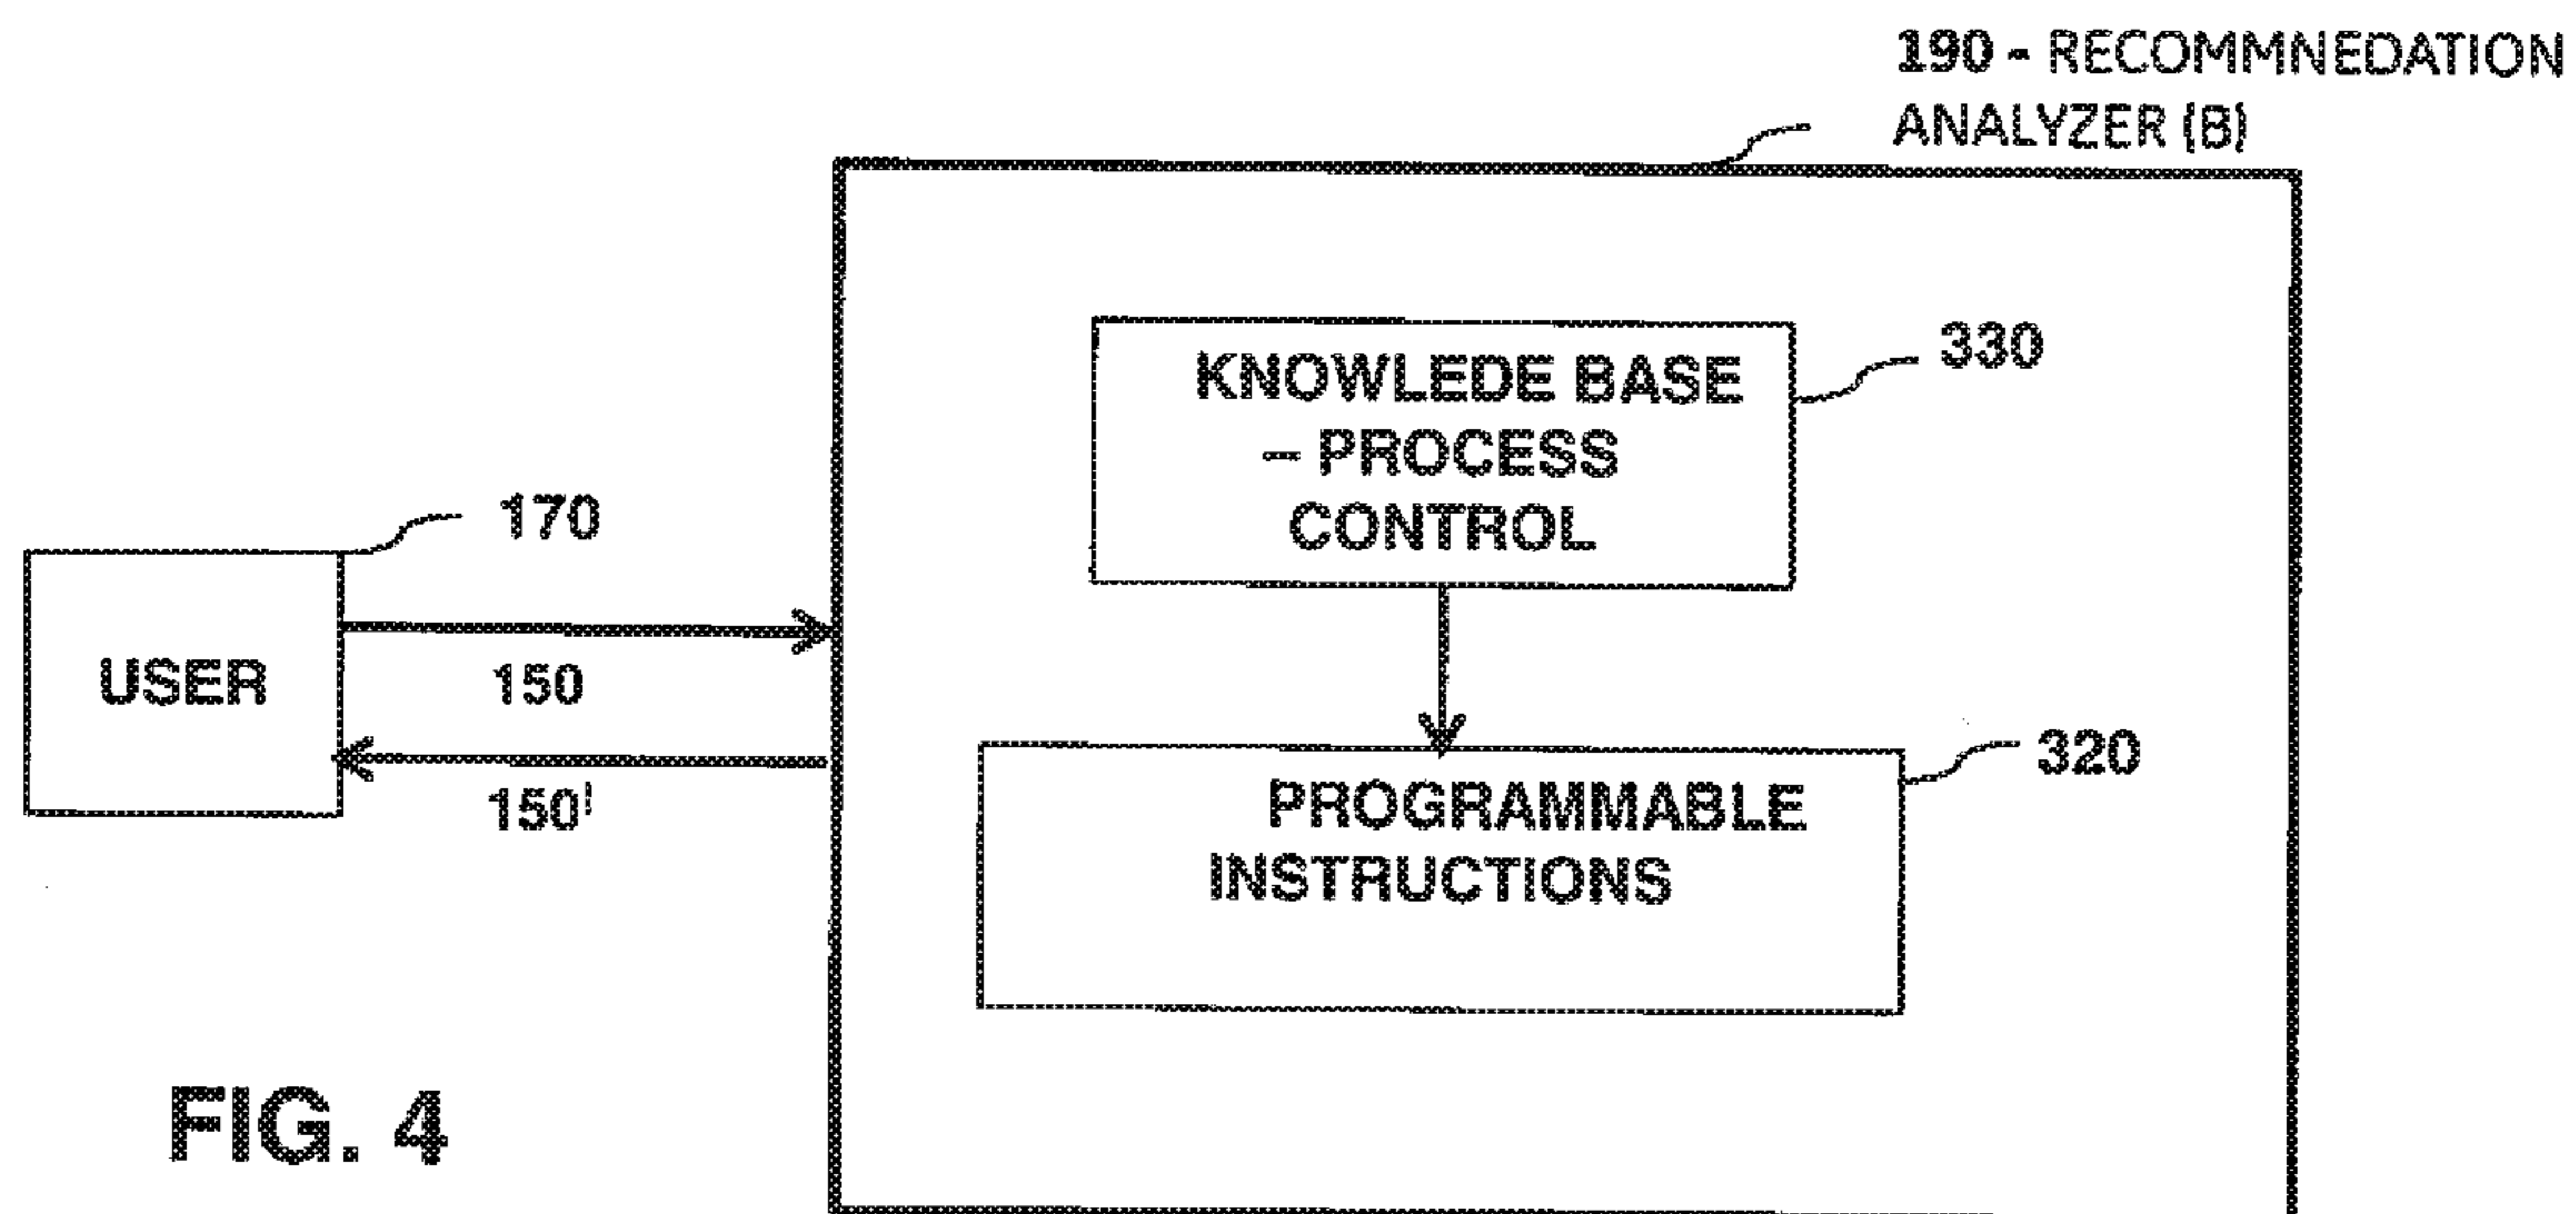 190 - RECOMMNEDATION
ANALYZER (B)
KNOWLEDE BASE
– PROCESS
CONTROL
330
170
USER
150
150'
320
PROGRAMMABLE
INSTRUCTIONS
FIG. 4